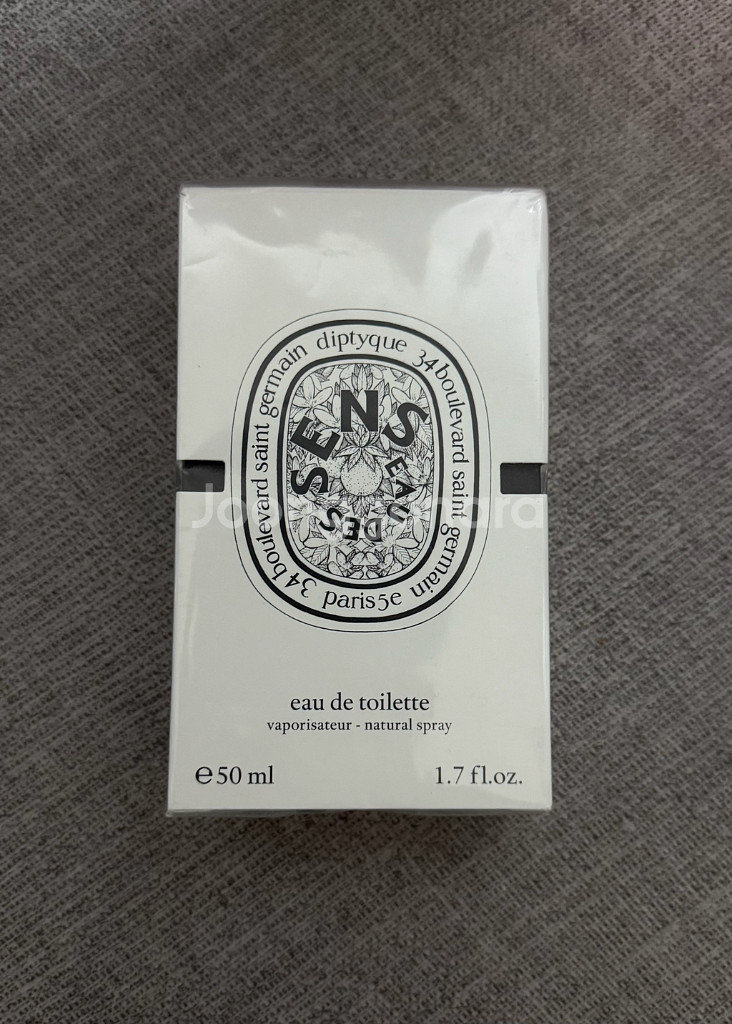 diptyque 34 boulevard saint germain paris 5e 34 boulevard saint germain
EAU DES SENS
eau de toilette
vaporisateur - natural spray
℮ 50 ml
1.7 fl.oz.
Joonggonara